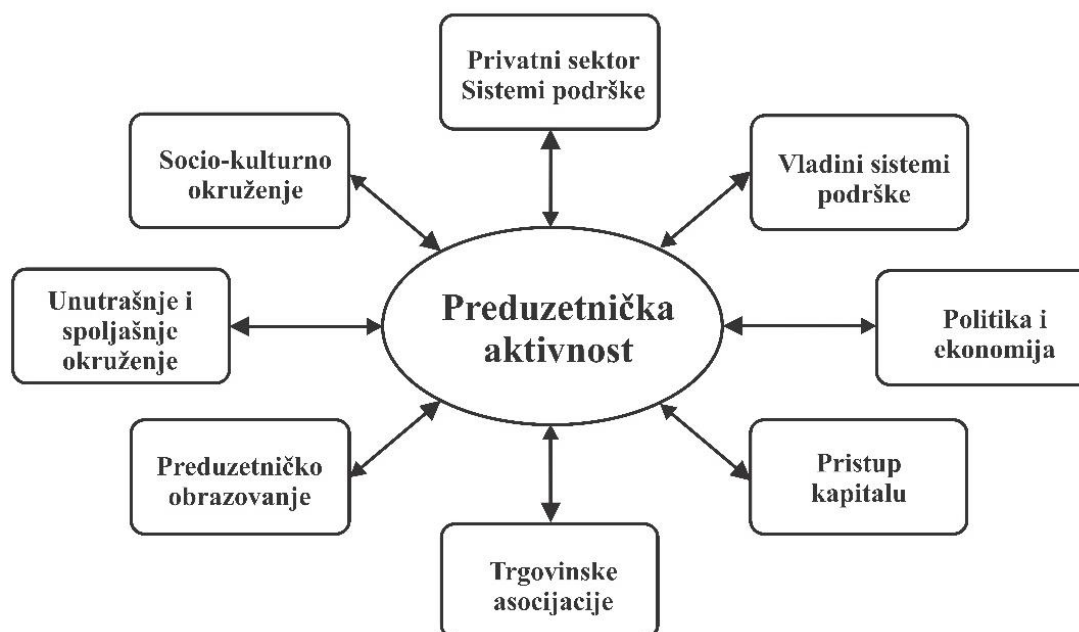 Privatni sektor
Sistemi podrške
Socio-kulturno
okruženje
Vladini sistemi
podrške
Unutrašnje i
spoljašnjc
okruženje
Preduzetnička
aktivnost
Politika i
ekonomija
Preduzetničko
obrazovanje
Pristup
kapitalu
Trgovinske
asocijacije